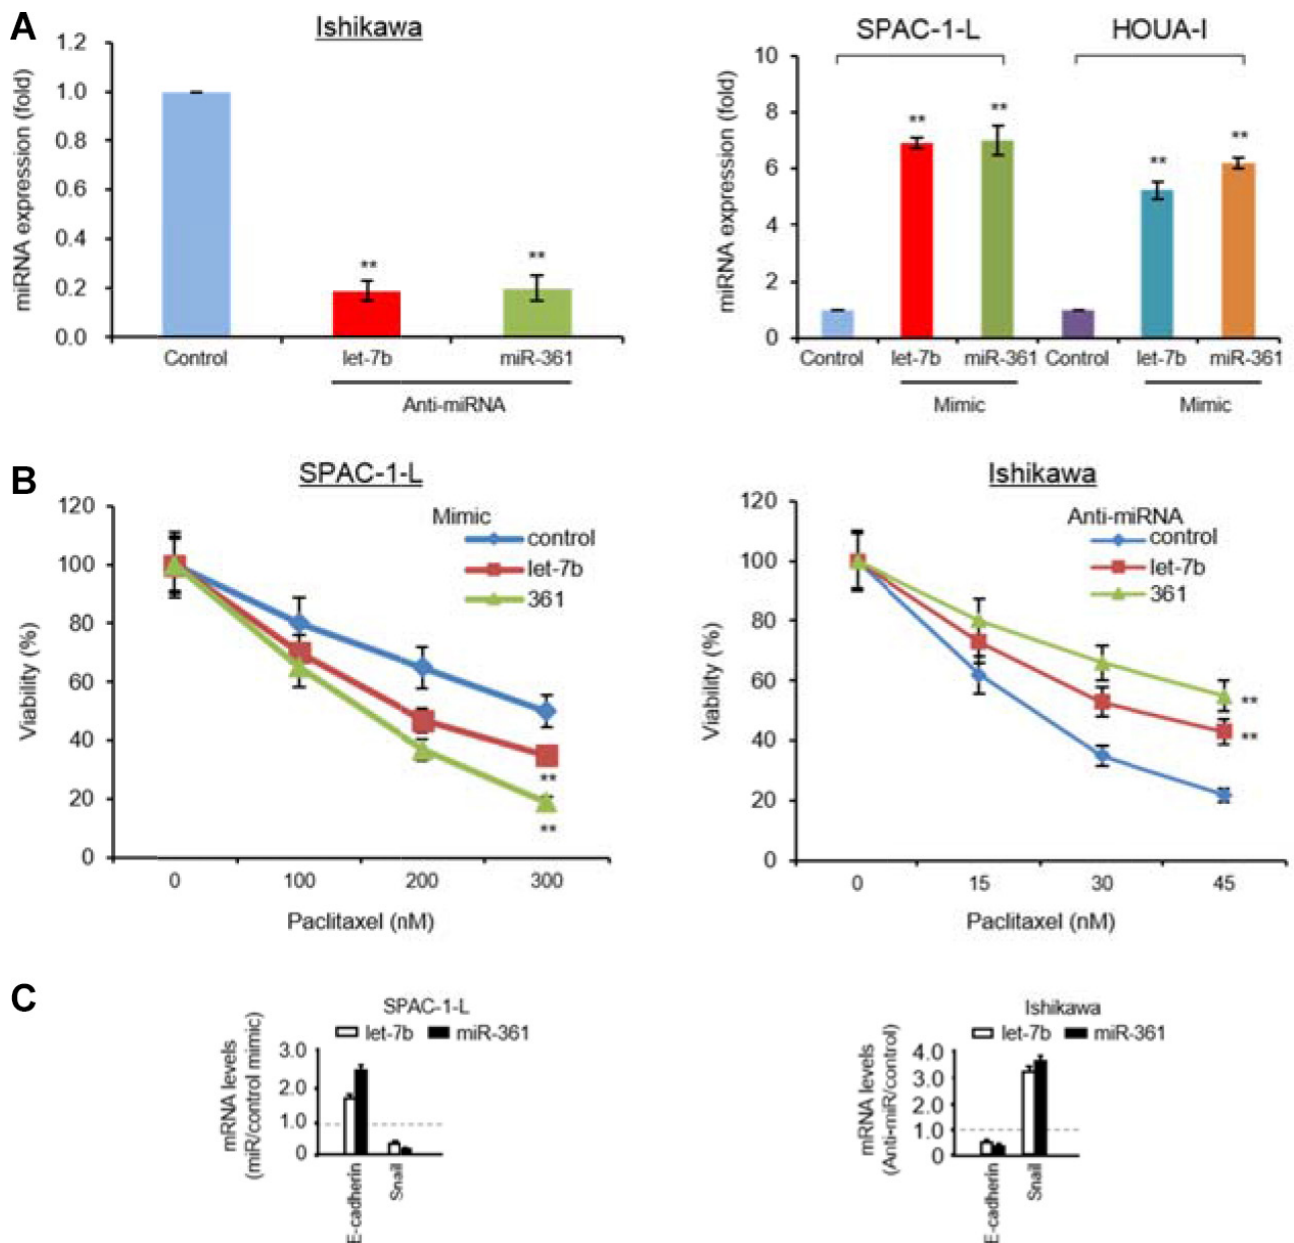 A
Ishikawa
miRNA expression (fold)
1.2
1.0
0.8
0.6
0.4
0.2
0.0
**
**
Control let-7b miR-361
Anti-miRNA
SPAC-1-L HOUA-I
miRNA expression (fold)
10
8
6
4
2
0
**
**
**
**
Control let-7b miR-361 Control let-7b miR-361
Mimic Mimic
B
SPAC-1-L
Viability (%)
120
100
80
60
40
20
0
Mimic
control
let-7b
361
**
**
0 100 200 300
Paclitaxel (nM)
Ishikawa
Viability (%)
120
100
80
60
40
20
0
Anti-miRNA
control
let-7b
361
**
**
0 15 30 45
Paclitaxel (nM)
C
SPAC-1-L
let-7b miR-361
mRNA levels
(miR/control mimic)
3.0
2.0
1.0
0
E-cadherin
Snail
Ishikawa
let-7b miR-361
mRNA levels
(Anti-miR/control)
4.0
3.0
2.0
1.0
0
E-cadherin
Snail